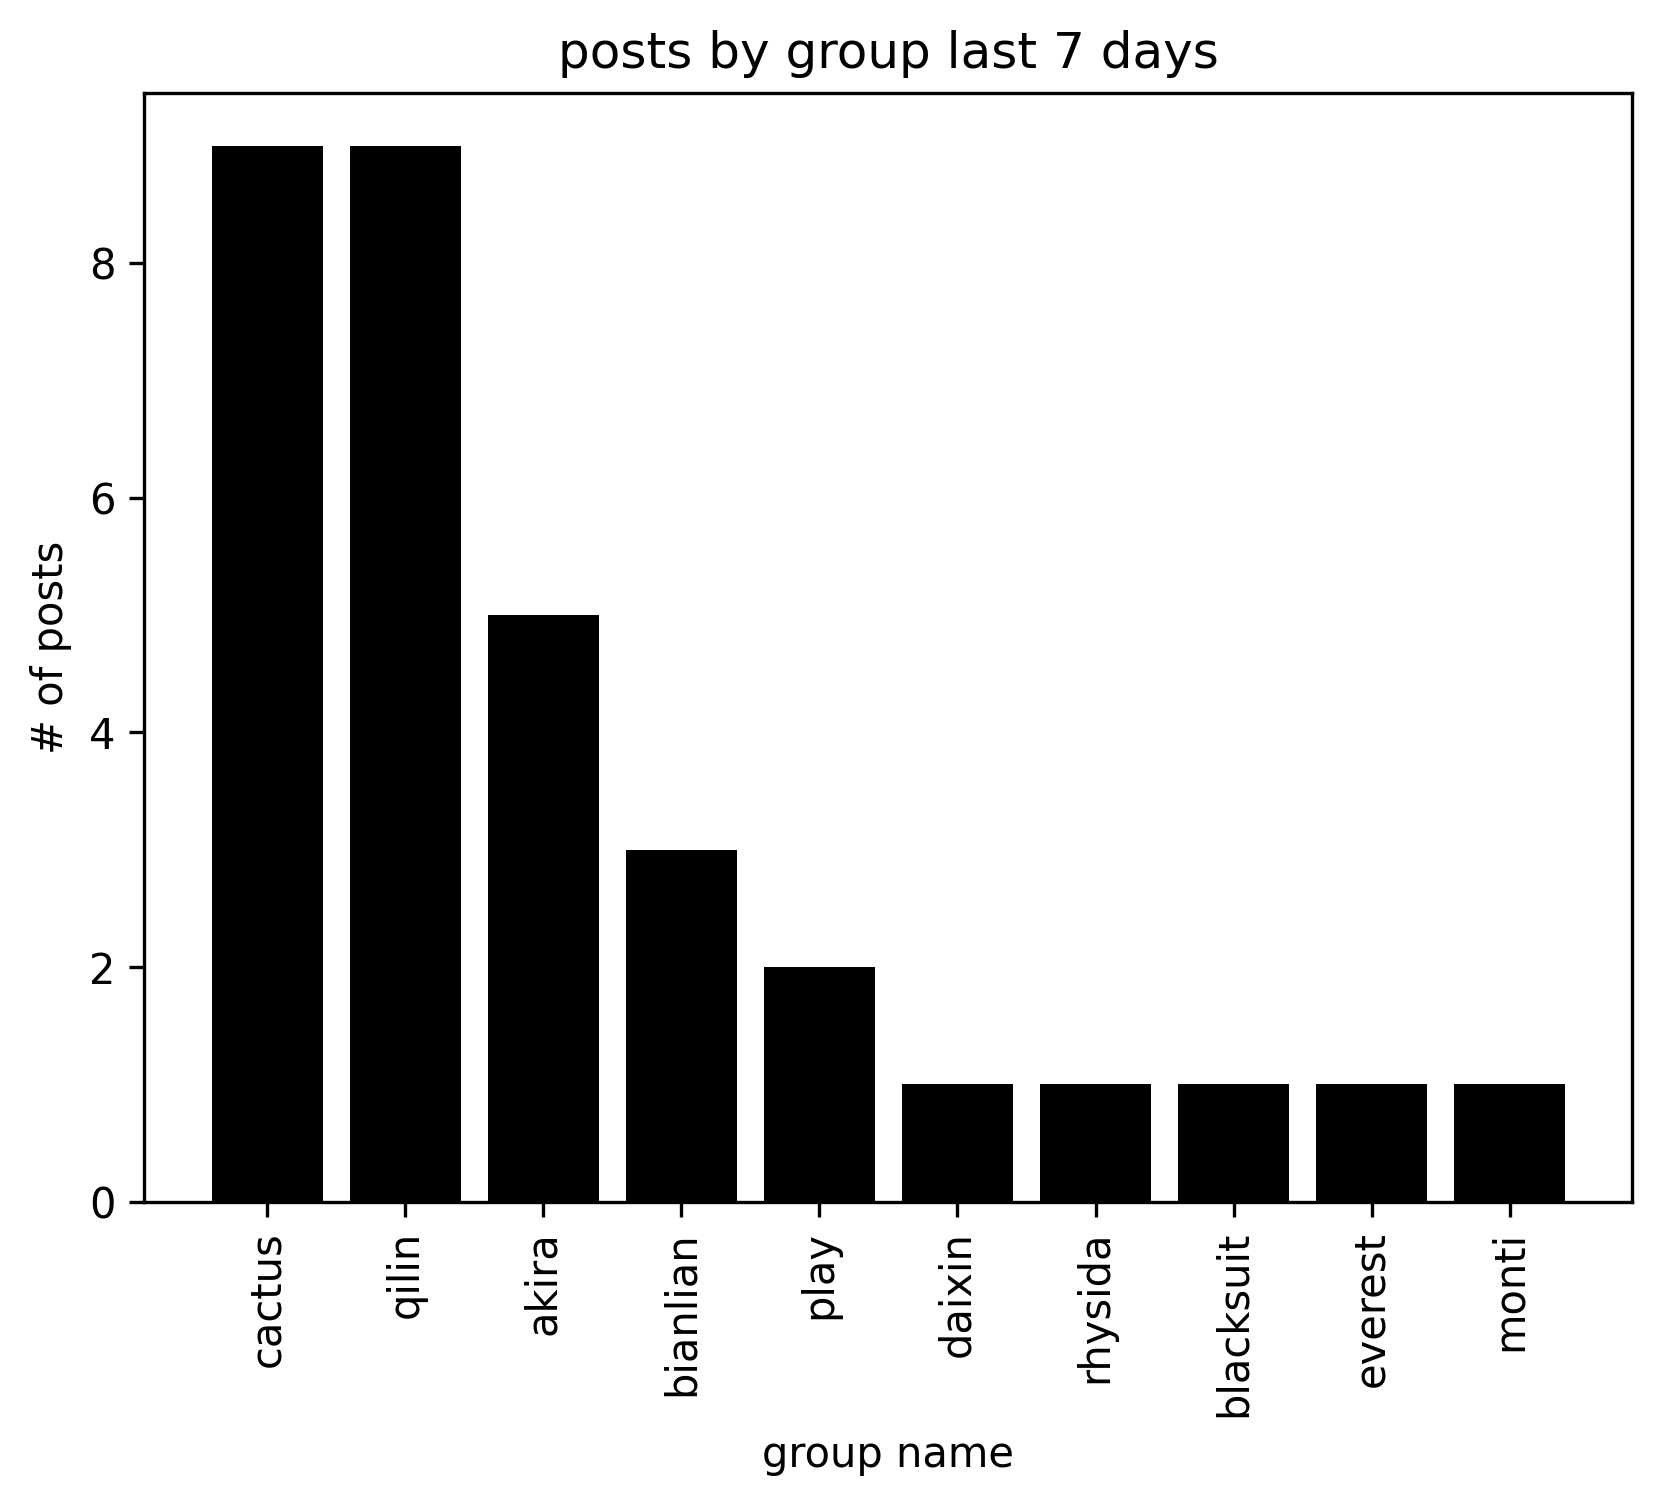 posts by group last 7 days
# of posts
8
6
4
2
0
cactus
qilin
akira
bianlian
play
daixin
rhysida
blacksuit
everest
monti
group name